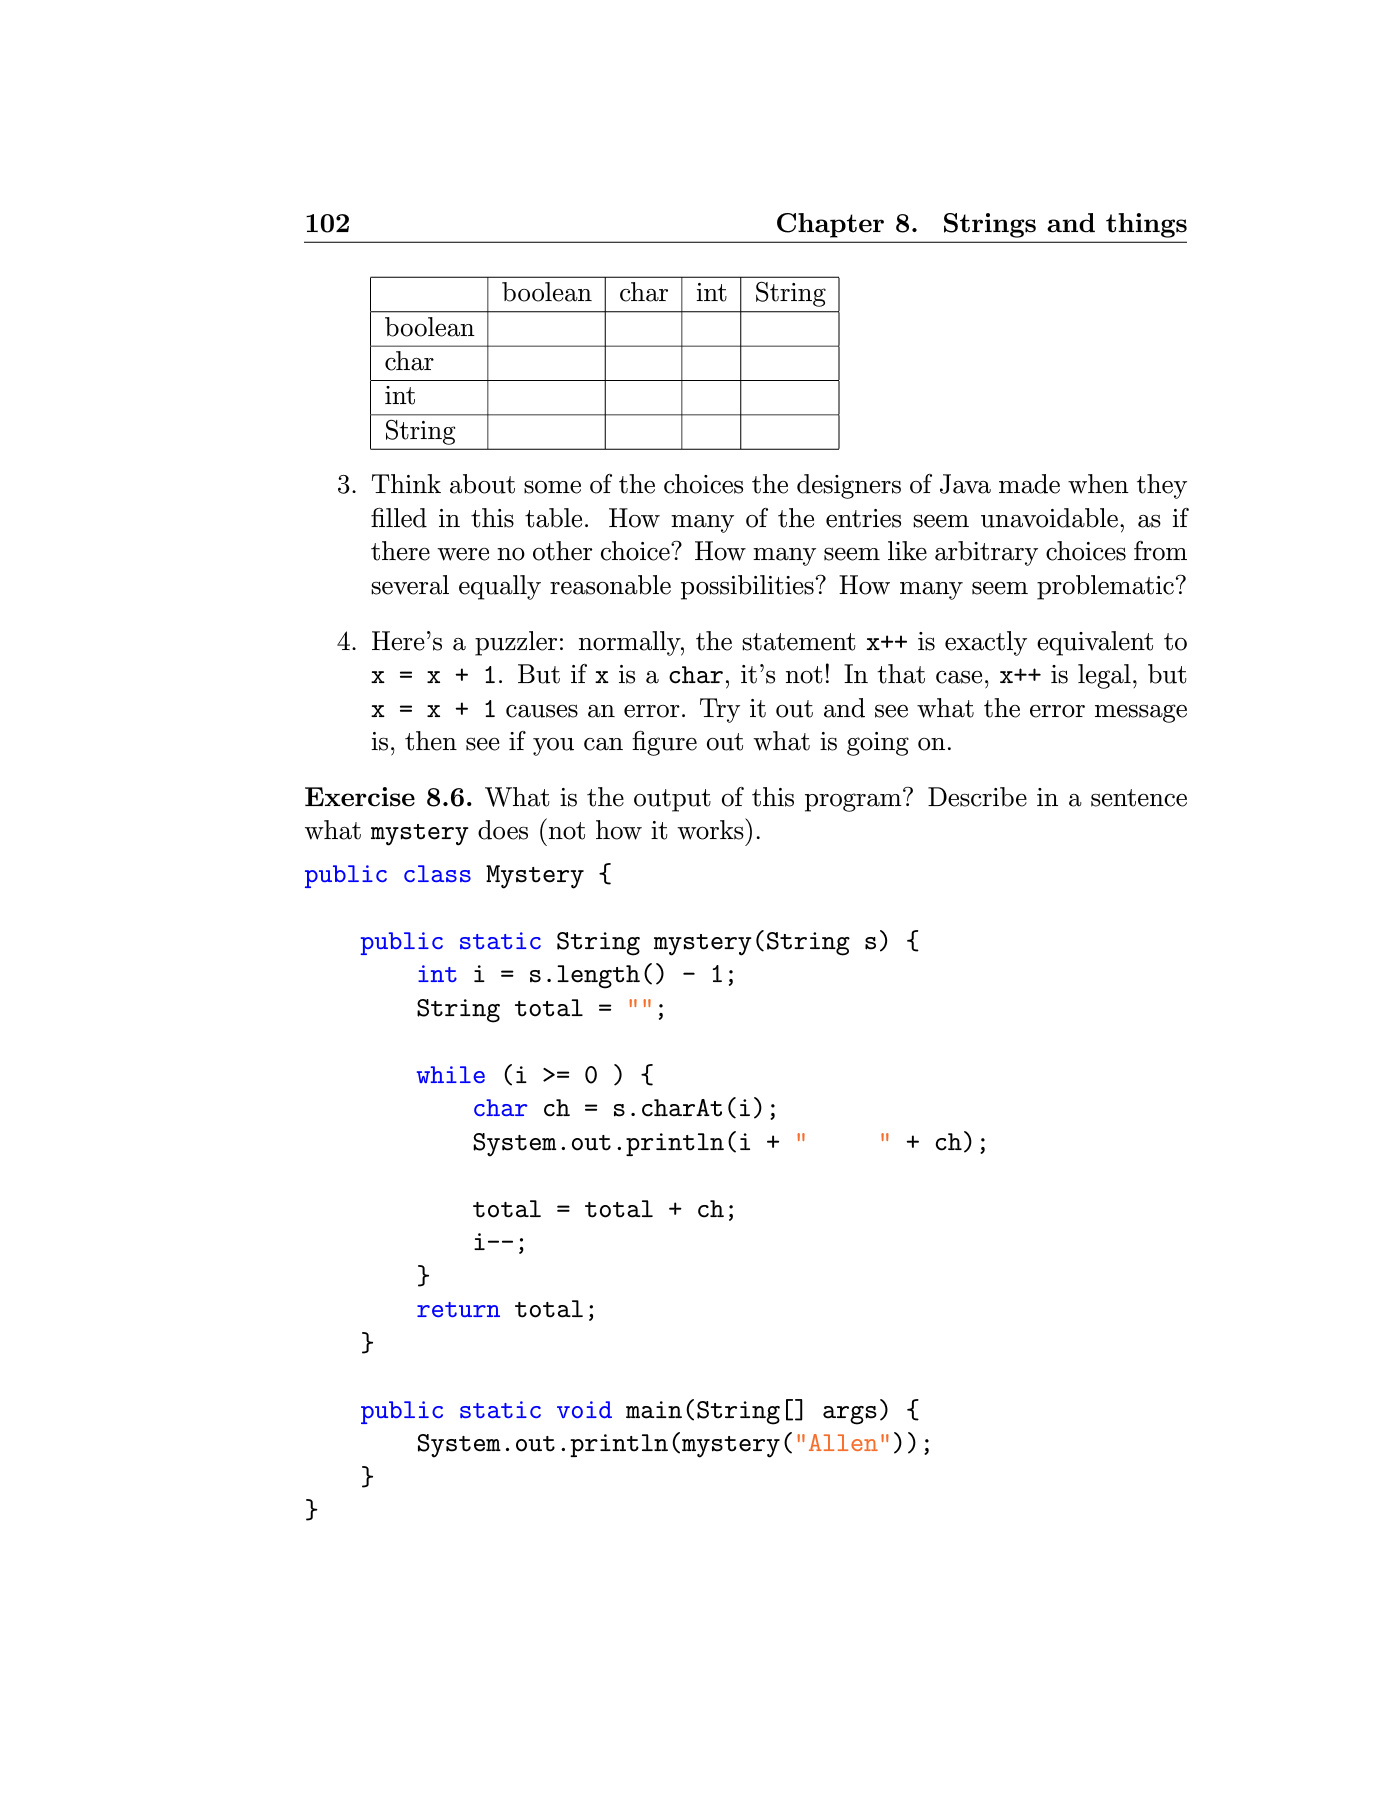 102 Chapter 8. Strings and things
boolean char int String
boolean
char
int
String
3. Think about some of the choices the designers of Java made when they
filled in this table. How many of the entries seem unavoidable, as if
there were no other choice? How many seem like arbitrary choices from
several equally reasonable possibilities? How many seem problematic?
4. Here's a puzzler: normally, the statement x++ is exactly equivalent to
x = x + 1. But if x is a char, it's not! In that case, x++ is legal, but
x = x + 1 causes an error. Try it out and see what the error message
is, then see if you can figure out what is going on.
Exercise 8.6. What is the output of this program? Describe in a sentence
what mystery does (not how it works).
public class Mystery {
    public static String mystery(String s) {
        int i = s.length() - 1;
        String total = "";
        while (i >= 0 ) {
            char ch = s.charAt(i);
            System.out.println(i + "     " + ch);
            total = total + ch;
            i--;
        }
        return total;
    }
    public static void main(String[] args) {
        System.out.println(mystery("Allen"));
    }
}